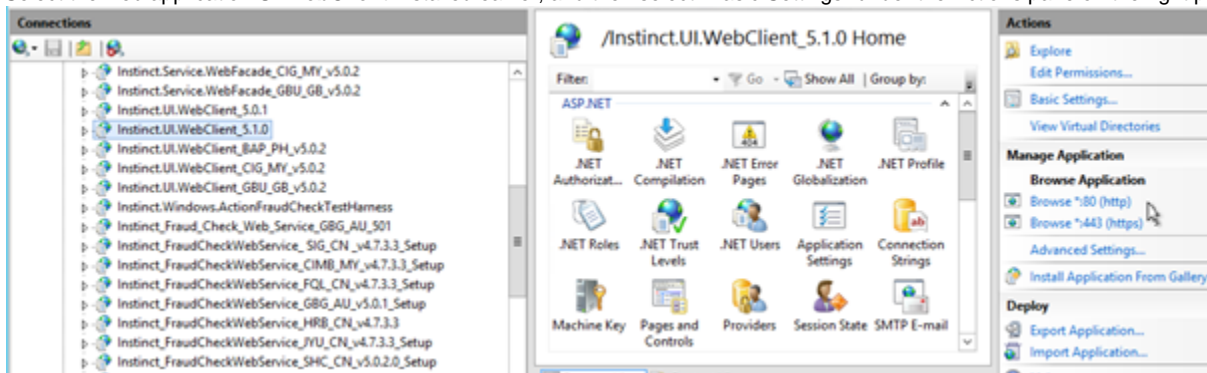 Connections
Instinct.Service.WebFacade_CIG_MY_v5.0.2
Instinct.Service.WebFacade_GBU_GB_v5.0.2
Instinct.UI.WebClient_5.0.1
Instinct.UI.WebClient_5.1.0
Instinct.UI.WebClient_BAP_PH_v5.0.2
Instinct.UI.WebClient_CIG_MY_v5.0.2
Instinct.UI.WebClient_GBU_GB_v5.0.2
Instinct.Windows.ActionFraudCheckTestHarness
Instinct_Fraud_Check_Web_Service_GBG_AU_501
Instinct_FraudCheckWebService_ SIG_CN _v4.7.3.3_Setup
Instinct_FraudCheckWebService_CIMB_MY_v4.7.3.3_Setup
Instinct_FraudCheckWebService_FQL_CN_v4.7.3.3_Setup
Instinct_FraudCheckWebService_GBG_AU_v5.0.1_Setup
Instinct_FraudCheckWebService_HRB_CN_v4.7.3.3
Instinct_FraudCheckWebService_JYU_CN_v4.7.3.3_Setup
Instinct_FraudCheckWebService_SHC_CN_v5.0.2.0_Setup
/Instinct.UI.WebClient_5.1.0 Home
Filter: Go Show All Group by:
ASP.NET
.NET Authorizat...
.NET Compilation
.NET Error Pages
.NET Globalization
.NET Profile
.NET Roles
.NET Trust Levels
.NET Users
Application Settings
Connection Strings
Machine Key
Pages and Controls
Providers
Session State
SMTP E-mail
Actions
Explore
Edit Permissions...
Basic Settings...
View Virtual Directories
Manage Application
Browse Application
Browse *:80 (http)
Browse *:443 (https)
Advanced Settings...
Install Application From Gallery
Deploy
Export Application...
Import Application...